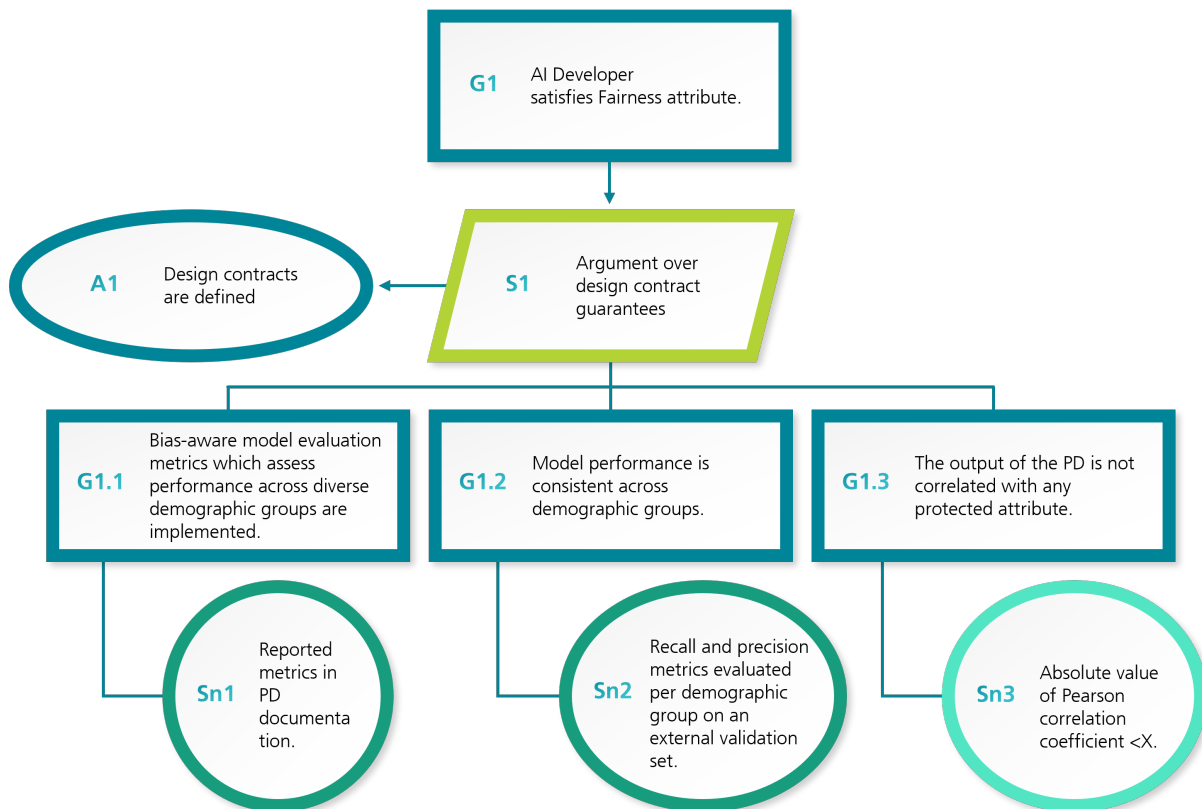 G1
AI Developer
satisfies Fairness attribute.
A1
Design contracts
are defined
S1
Argument over
design contract
guarantees
G1.1
Bias-aware model evaluation
metrics which assess
performance across diverse
demographic groups are
implemented.
G1.2
Model performance is
consistent across
demographic groups.
G1.3
The output of the PD is not
correlated with any
protected attribute.
Sn1
Reported
metrics in
PD
documenta
tion.
Sn2
Recall and precision
metrics evaluated
per demographic
group on an
external validation
set.
Sn3
Absolute value
of Pearson
correlation
coefficient <X.